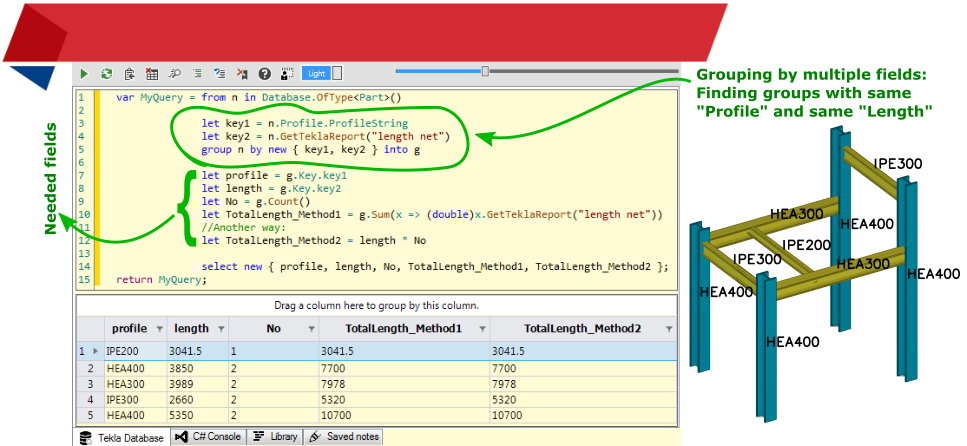 Light
Grouping by multiple fields:
Finding groups with same
"Profile" and same "Length"
Needed fields
1 var MyQuery = from n in Database.OfType<Part>()
2
3 let key1 = n.Profile.ProfileString
4 let key2 = n.GetTeklaReport("length net")
5 group n by new { key1, key2 } into g
6
7 let profile = g.Key.key1
8 let length = g.Key.key2
9 let No = g.Count()
10 let TotalLength_Method1 = g.Sum(x => (double)x.GetTeklaReport("length net"))
11 //Another way:
12 let TotalLength_Method2 = length * No
13
14 select new { profile, length, No, TotalLength_Method1, TotalLength_Method2 };
15 return MyQuery;
Drag a column here to group by this column.
profile length No TotalLength_Method1 TotalLength_Method2
1 IPE200 3041.5 1 3041.5 3041.5
2 HEA400 3850 2 7700 7700
3 HEA300 3989 2 7978 7978
4 IPE300 2660 2 5320 5320
5 HEA400 5350 2 10700 10700
Tekla Database C# Console Library Saved notes
IPE300
HEA300
HEA400
IPE200
IPE300
HEA300
HEA400
HEA400
HEA400